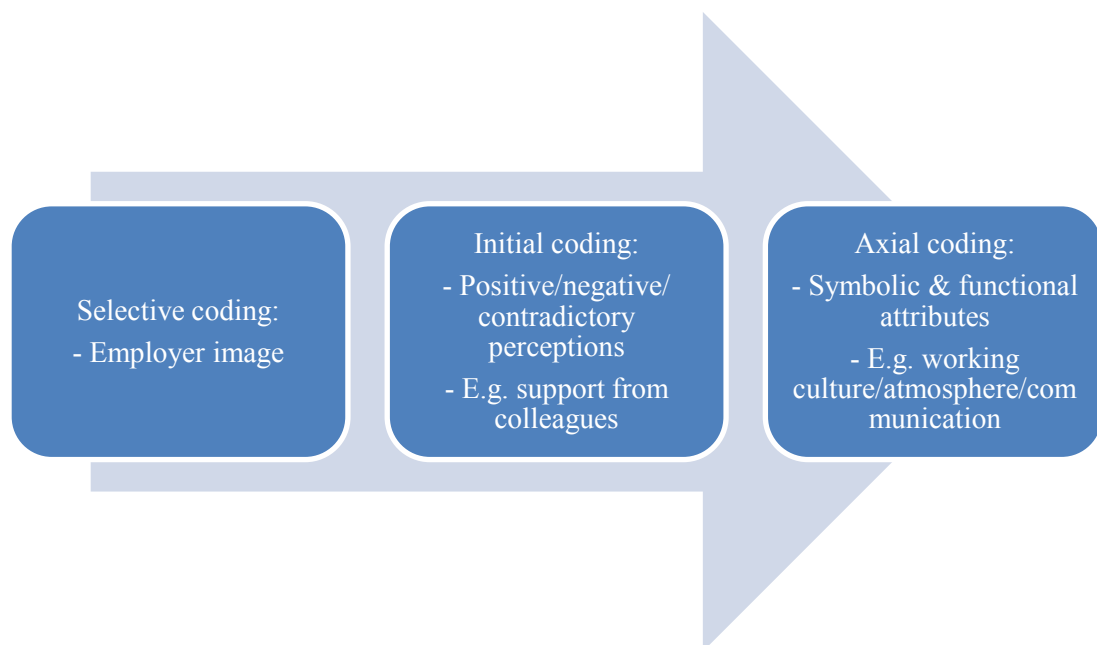 Selective coding:
- Employer image
Initial coding:
- Positive/negative/
contradictory
perceptions
- E.g. support from
colleagues
Axial coding:
- Symbolic & functional
attributes
- E.g. working
culture/atmosphere/com
munication